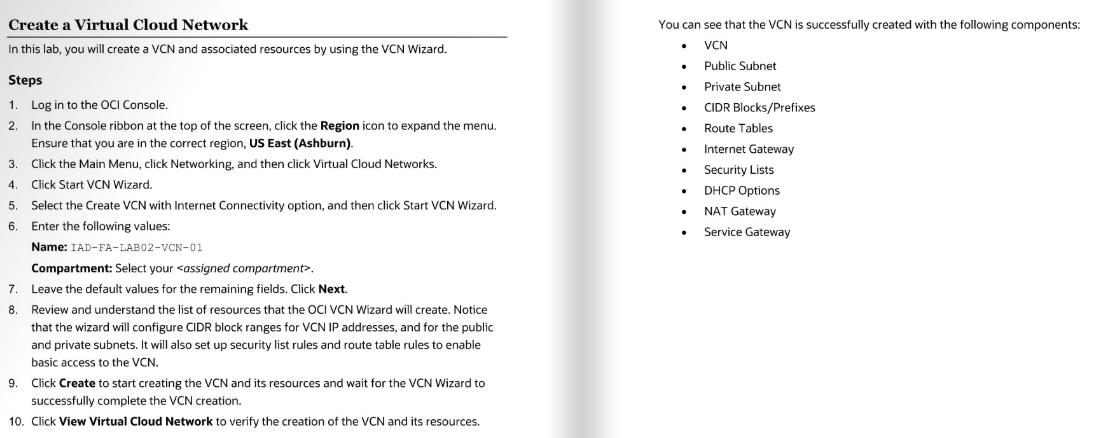 Create a Virtual Cloud Network
In this lab, you will create a VCN and associated resources by using the VCN Wizard.
Steps
1. Log in to the OCI Console.
2. In the Console ribbon at the top of the screen, click the Region icon to expand the menu.
Ensure that you are in the correct region, US East (Ashburn).
3. Click the Main Menu, click Networking, and then click Virtual Cloud Networks.
4. Click Start VCN Wizard.
5. Select the Create VCN with Internet Connectivity option, and then click Start VCN Wizard.
6. Enter the following values:
Name: IAD-FA-LAB02-VCN-01
Compartment: Select your <assigned compartment>.
7. Leave the default values for the remaining fields. Click Next.
8. Review and understand the list of resources that the OCI VCN Wizard will create. Notice
that the wizard will configure CIDR block ranges for VCN IP addresses, and for the public
and private subnets. It will also set up security list rules and route table rules to enable
basic access to the VCN.
9. Click Create to start creating the VCN and its resources and wait for the VCN Wizard to
successfully complete the VCN creation.
10. Click View Virtual Cloud Network to verify the creation of the VCN and its resources.
You can see that the VCN is successfully created with the following components:
• VCN
• Public Subnet
• Private Subnet
• CIDR Blocks/Prefixes
• Route Tables
• Internet Gateway
• Security Lists
• DHCP Options
• NAT Gateway
• Service Gateway